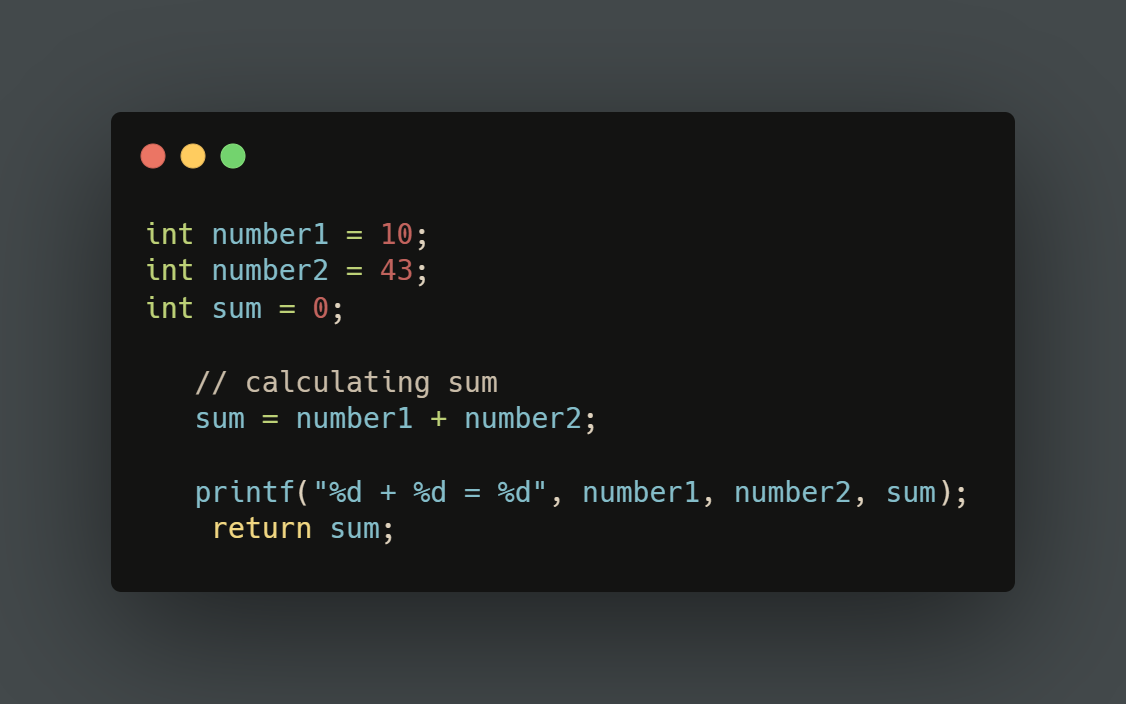 int number1 = 10;
int number2 = 43;
int sum = 0;

   // calculating sum
   sum = number1 + number2;

   printf("%d + %d = %d", number1, number2, sum);
    return sum;